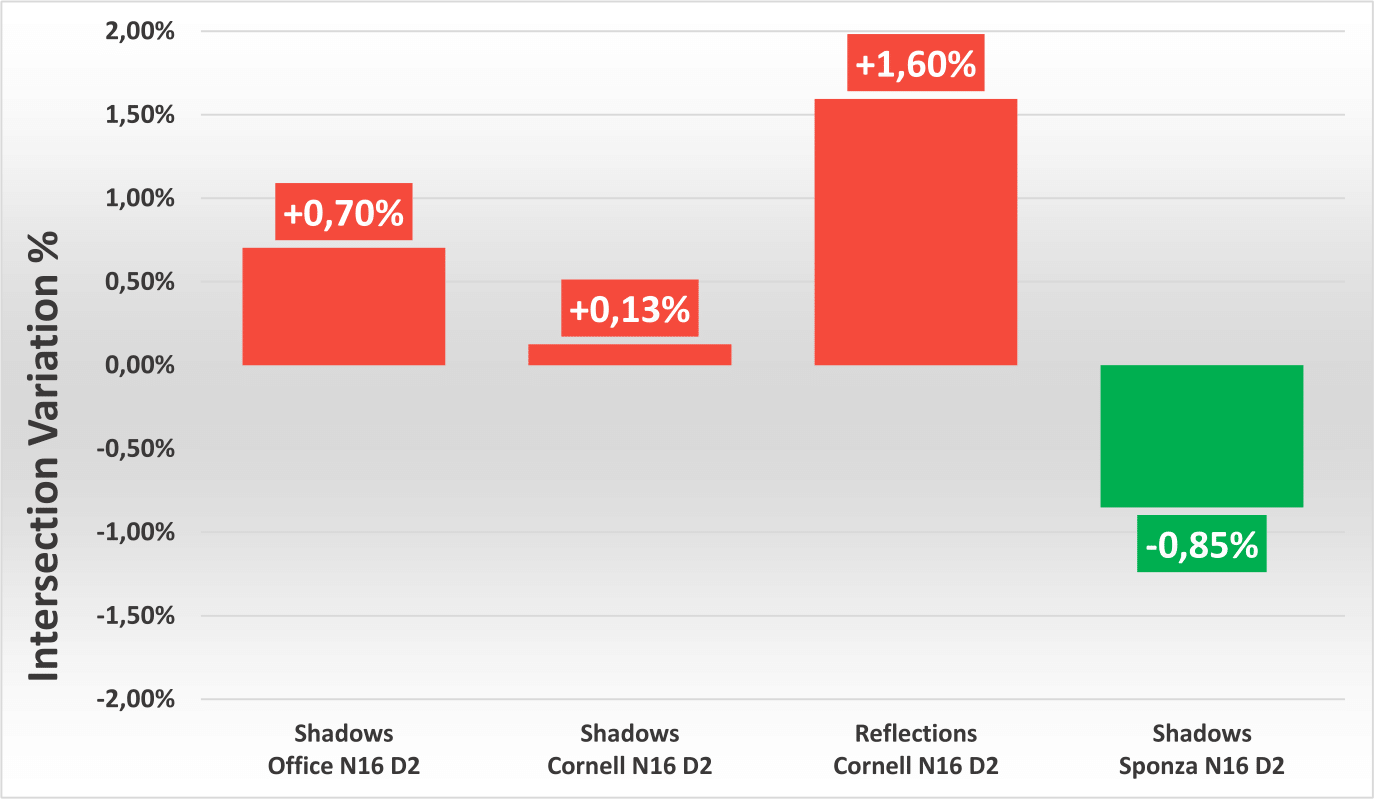 Intersection Variation %
2,00%
1,50%
1,00%
0,50%
0,00%
-0,50%
-1,00%
-1,50%
-2,00%
+0,70%
+0,13%
+1,60%
-0,85%
Shadows
Office N16 D2
Shadows
Cornell N16 D2
Reflections
Cornell N16 D2
Shadows
Sponza N16 D2